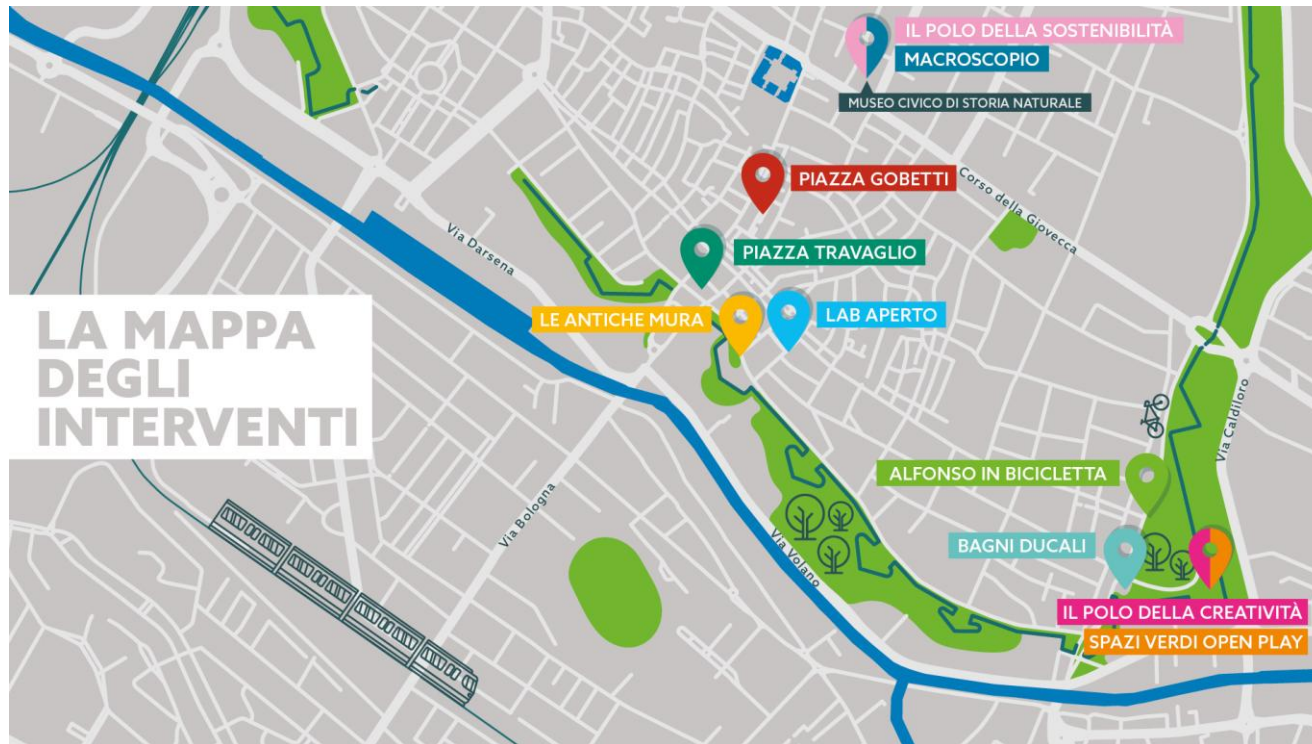 IL POLO DELLA SOSTENIBILITÀ
MACROSCOPIO
MUSEO CIVICO DI STORIA NATURALE
PIAZZA GOBETTI
Corso della Giovecca
PIAZZA TRAVAGLIO
Via Darsena
LE ANTICHE MURA
LAB APERTO
LA MAPPA
DEGLI
INTERVENTI
Via Caldiloro
ALFONSO IN BICICLETTA
Via Bologna
Via Volano
BAGNI DUCALI
IL POLO DELLA CREATIVITÀ
SPAZI VERDI OPEN PLAY